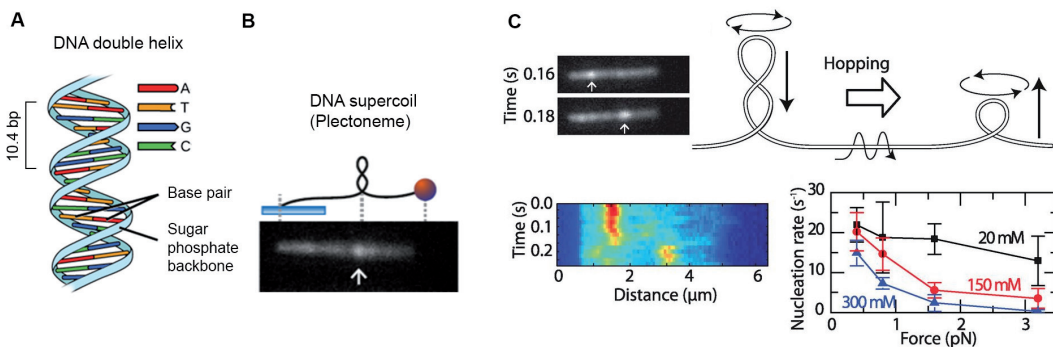 A
DNA double helix
10.4 bp
A
T
G
C
Base pair
Sugar
phosphate
backbone
B
DNA supercoil
(Plectoneme)
C
Time (s)
0.16
0.18
Hopping
Time (s)
0.0
0.1
0.2
0
2
4
6
Distance (μm)
Nucleation rate (s⁻¹)
30
25
20
15
10
5
0
20 mM
150 mM
300 mM
0
1
2
3
Force (pN)